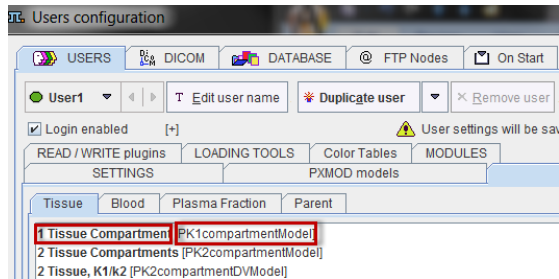 Users configuration
USERS DICOM DATABASE @ FTP Nodes On Start
User1 T Edit user name Duplicate user × Remove user
Login enabled [+] User settings will be sa
READ / WRITE plugins LOADING TOOLS Color Tables MODULES
SETTINGS PXMOD models
Tissue Blood Plasma Fraction Parent
1 Tissue Compartment [PK1compartmentModel]
2 Tissue Compartments [PK2compartmentModel]
2 Tissue, K1/k2 [PK2compartmentDVModel]